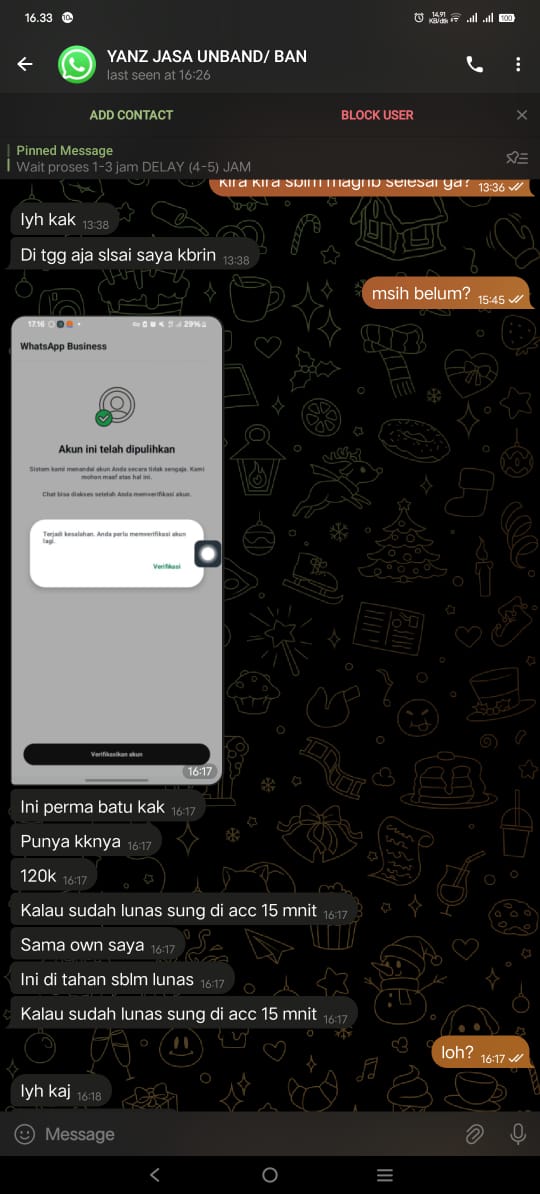 16.33
14,91
KB/dtk
100
YANZ JASA UNBAND/ BAN
last seen at 16:26
ADD CONTACT
BLOCK USER
Pinned Message
Wait proses 1-3 jam DELAY (4-5) JAM
kira kira sblm maghb selesai ga? 13:36
Iyh kak 13:38
Di tgg aja slsai saya kbrin 13:38
msih belum? 15:45
17.16
29%
WhatsApp Business
Akun ini telah dipulihkan
Sistem kami menandai akun Anda secara tidak sengaja. Kami
mohon maaf atas hal ini.
Chat bisa diakses setelah Anda memverifikasi akun.
Terjadi kesalahan. Anda perlu memverifikasi akun
lagi.
Verifikasi
Verifikasikan akun
16:17
Ini perma batu kak 16:17
Punya kknya 16:17
120k 16:17
Kalau sudah lunas sung di acc 15 mnit 16:17
Sama own saya 16:17
Ini di tahan sblm lunas 16:17
Kalau sudah lunas sung di acc 15 mnit 16:17
loh? 16:17
Iyh kaj 16:18
Message